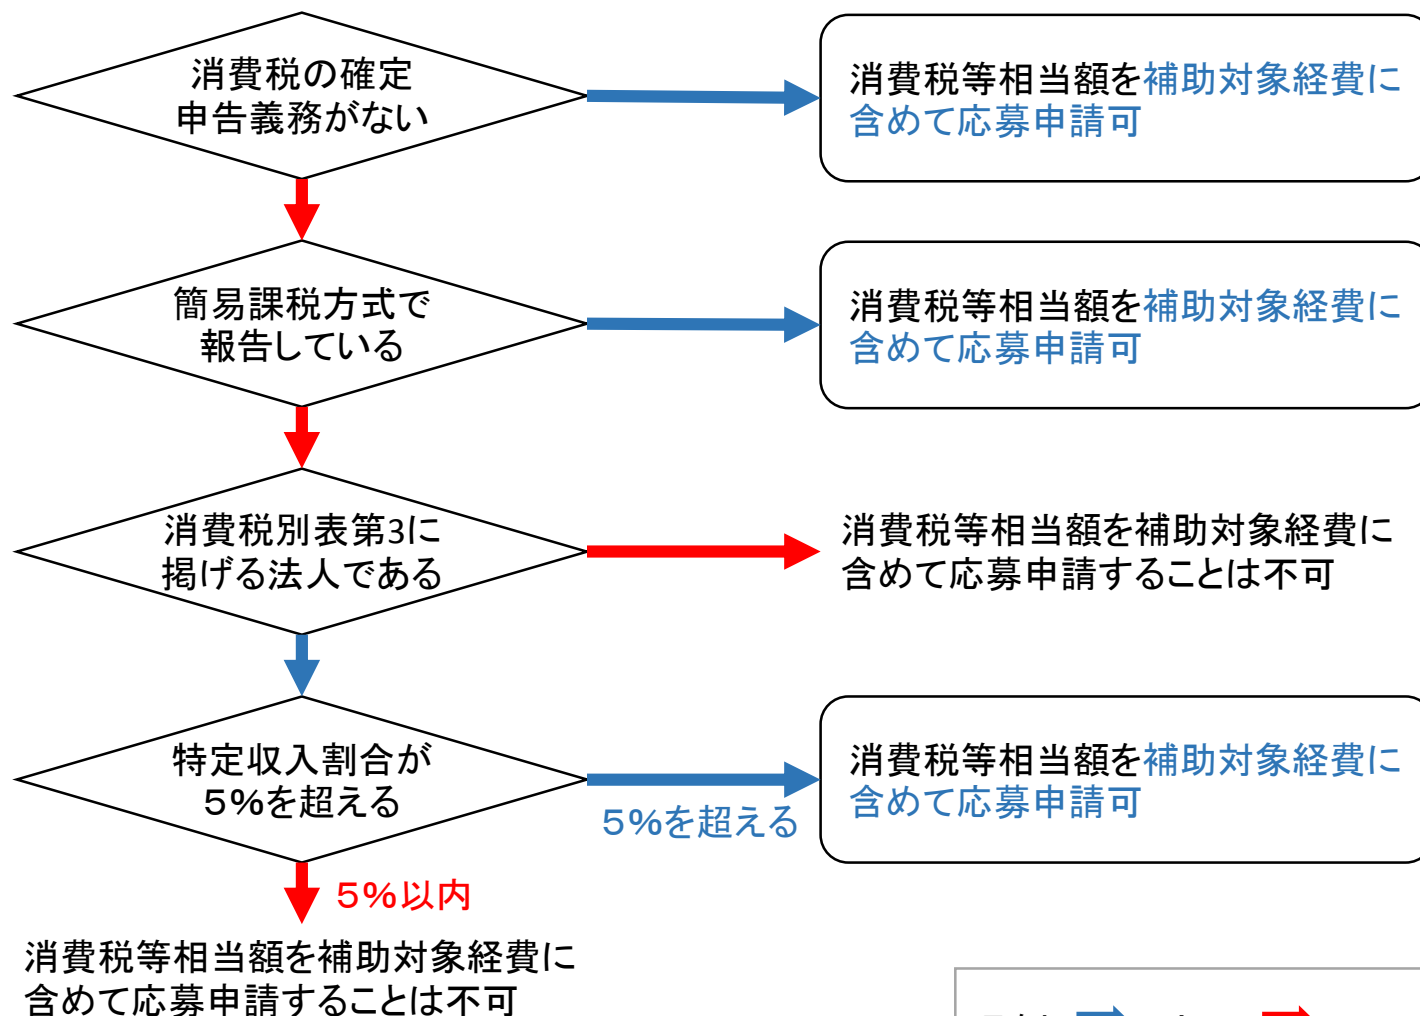 消費税の確定
申告義務がない
消費税等相当額を補助対象経費に
含めて応募申請可
簡易課税方式で
報告している
消費税等相当額を補助対象経費に
含めて応募申請可
消費税別表第3に
掲げる法人である
消費税等相当額を補助対象経費に
含めて応募申請することは不可
特定収入割合が
5%を超える
5%を超える
消費税等相当額を補助対象経費に
含めて応募申請可
5%以内
消費税等相当額を補助対象経費に
含めて応募申請することは不可